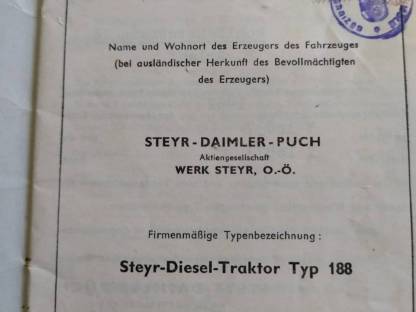 Name und Wohnort des Erzeugers des Fahrzeuges
(bei ausländischer Herkunft des Bevollmächtigten
des Erzeugers)
STEYR-DAIMLER-PUCH
Aktiengesellschaft
WERK STEYR, O.-Ö.
Firmenmäßige Typenbezeichnung:
Steyr-Diesel-Traktor Typ 188